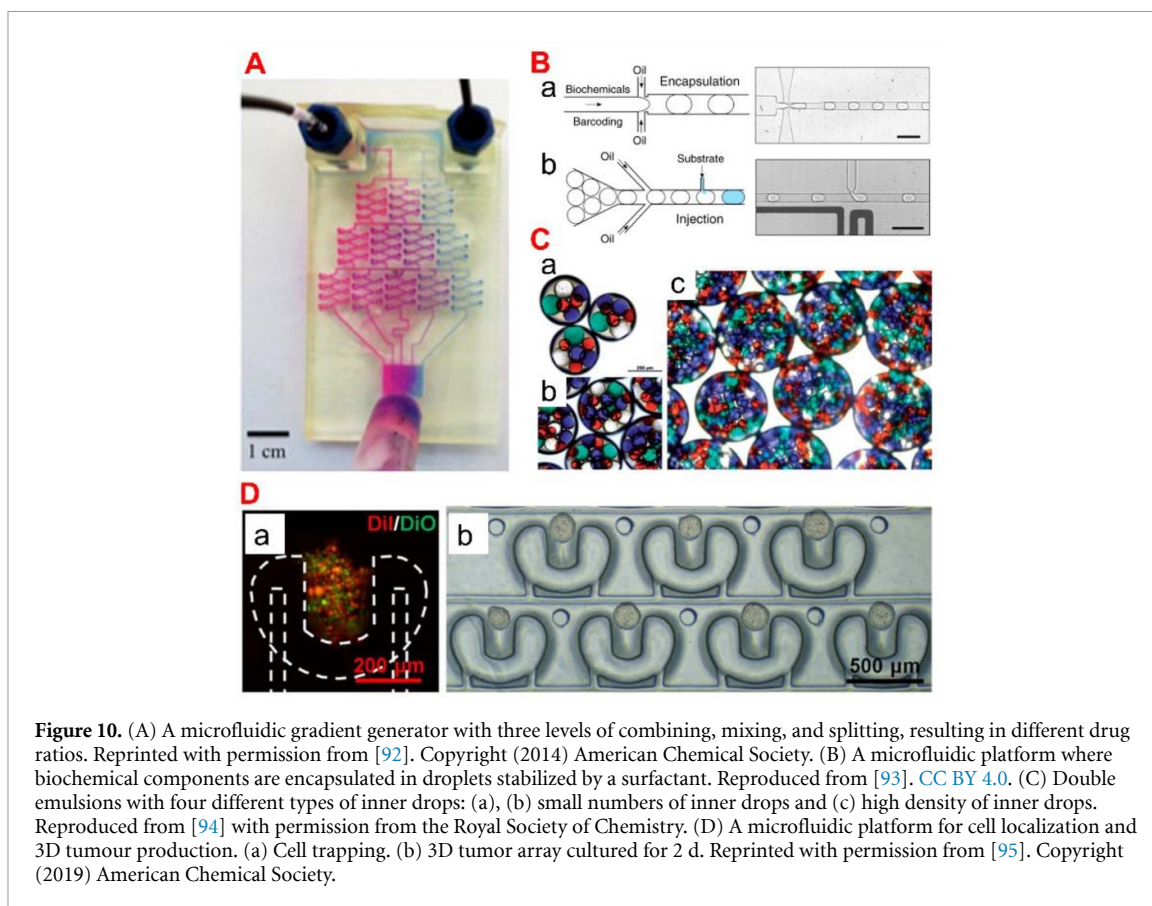 A
1 cm
B
a
Oil
Biochemicals
Encapsulation
Barcoding
Oil
b
Oil
Substrate
Injection
Oil
C
a
200 µm
b
c
D
a
DiI/DiO
200 µm
b
500 µm
Figure 10. (A) A microfluidic gradient generator with three levels of combining, mixing, and splitting, resulting in different drug
ratios. Reprinted with permission from [92]. Copyright (2014) American Chemical Society. (B) A microfluidic platform where
biochemical components are encapsulated in droplets stabilized by a surfactant. Reproduced from [93]. CC BY 4.0. (C) Double
emulsions with four different types of inner drops: (a), (b) small numbers of inner drops and (c) high density of inner drops.
Reproduced from [94] with permission from the Royal Society of Chemistry. (D) A microfluidic platform for cell localization and
3D tumour production. (a) Cell trapping. (b) 3D tumor array cultured for 2 d. Reprinted with permission from [95]. Copyright
(2019) American Chemical Society.